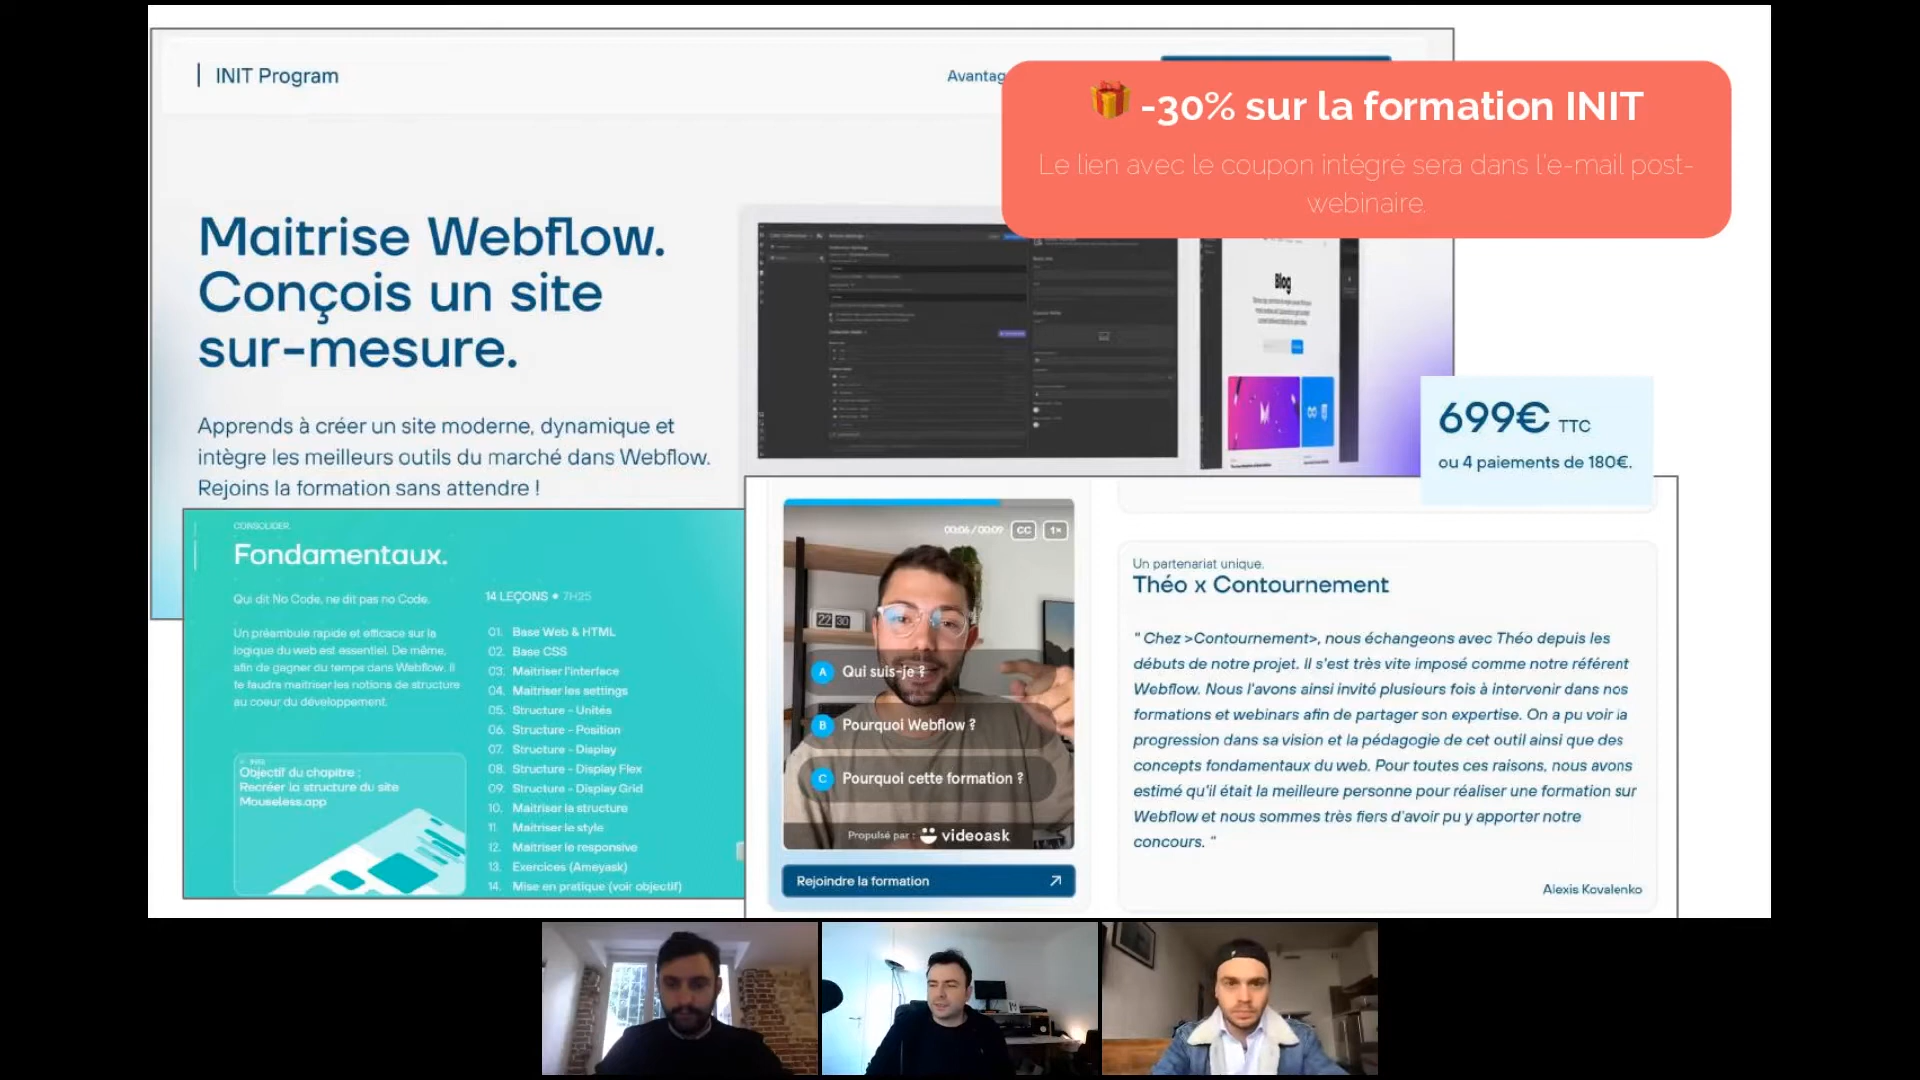 INIT Program
Avantag
-30% sur la formation INIT
Le lien avec le coupon intégré sera dans l'e-mail post-
webinaire.
Maitrise Webflow.
Conçois un site
sur-mesure.
Apprends à créer un site moderne, dynamique et
intègre les meilleurs outils du marché dans Webflow.
Rejoins la formation sans attendre !
Blog
699€ TTC
ou 4 paiements de 180€.
CONSOLIDER.
Fondamentaux.
Qui dit No Code, ne dit pas no Code.
Un préambule rapide et efficace sur la
logique du web est essentiel. De même,
afin de gagner du temps dans Webflow, il
te faudra maitriser les notions de structure
au coeur du développement.
Objectif du chapitre :
Recréer la structure du site
Mouseless.app
14 LEÇONS • 7H25
01. Base Web & HTML
02. Base CSS
03. Maitriser l'interface
04. Maitriser les settings
05. Structure - Unités
06. Structure - Position
07. Structure - Display
08. Structure - Display Flex
09. Structure - Display Grid
10. Maitriser la structure
11. Maitriser le style
12. Maitriser le responsive
13. Exercices (Ameyask)
14. Mise en pratique (voir objectif)
00:06 / 00:09 CC 1×
22 30
A Qui suis-je ?
B Pourquoi Webflow ?
C Pourquoi cette formation ?
Propulsé par : videoask
Rejoindre la formation
Un partenariat unique.
Théo x Contournement
" Chez >Contournement>, nous échangeons avec Théo depuis les
débuts de notre projet. Il s'est très vite imposé comme notre référent
Webflow. Nous l'avons ainsi invité plusieurs fois à intervenir dans nos
formations et webinars afin de partager son expertise. On a pu voir la
progression dans sa vision et la pédagogie de cet outil ainsi que des
concepts fondamentaux du web. Pour toutes ces raisons, nous avons
estimé qu'il était la meilleure personne pour réaliser une formation sur
Webflow et nous sommes très fiers d'avoir pu y apporter notre
concours. "
Alexis Kovalenko